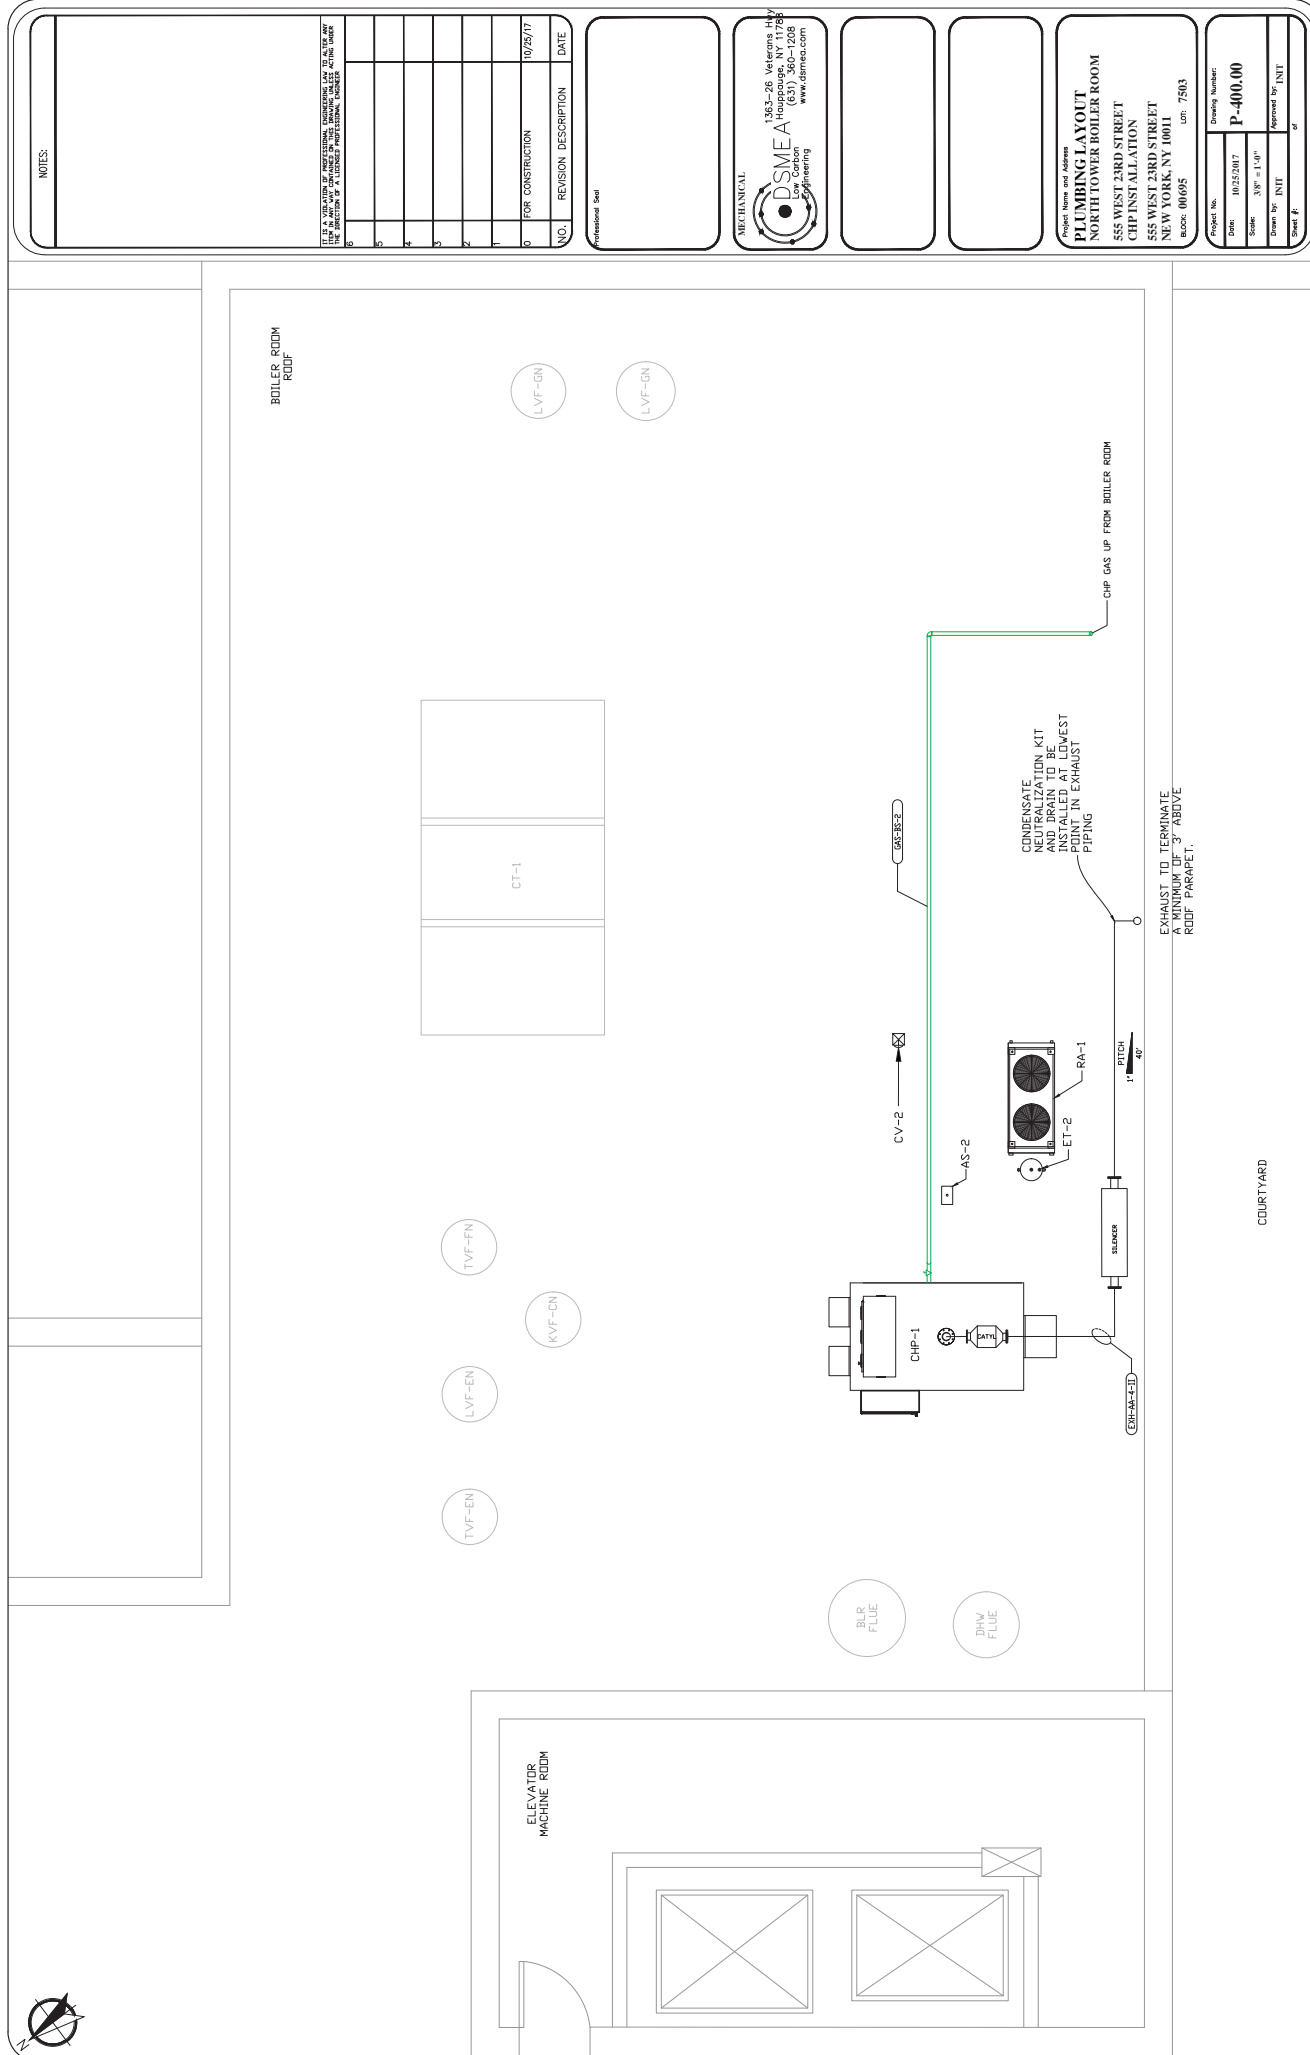 NOTES:
IT IS A VIOLATION OF PROFESSIONAL ENGINEERING LAW TO ALTER ANY
ITEM IN ANY WAY CONTAINED ON THIS DRAWING UNLESS ACTING UNDER
THE DIRECTION OF A LICENSED PROFESSIONAL ENGINEER
6
5
4
3
2
1
0 FOR CONSTRUCTION 10/25/17
NO. REVISION DESCRIPTION DATE
Professional Seal
MECHANICAL
DSMEA
Low Carbon
Engineering
1363-26 Veterans Hwy
Hauppauge, NY 11788
(631) 360-1208
www.dsmea.com
Project Name and Address
PLUMBING LAYOUT
NORTH TOWER BOILER ROOM
555 WEST 23RD STREET
CHP INSTALLATION
555 WEST 23RD STREET
NEW YORK, NY 10011
BLOCK: 00695 LOT: 7503
Project No.
Drawing Number:
P-400.00
Date: 10/25/2017
Scale: 3/8" = 1'-0"
Drawn by: INIT
Approved by: INIT
Sheet #: of
BOILER ROOM
ROOF
LVF-GN
LVF-GN
CHP GAS UP FROM BOILER ROOM
CT-1
GAS-BS-2
CONDENSATE
NEUTRALIZATION KIT
AND DRAIN TO BE
INSTALLED AT LOWEST
POINT IN EXHAUST
PIPING
EXHAUST TO TERMINATE
A MINIMUM OF 3' ABOVE
ROOF PARAPET.
CV-2
AS-2
RA-1
ET-2
PITCH
1"
40'
SILENCER
COURTYARD
TVF-FN
KVF-CN
LVF-EN
TVF-EN
CHP-1
CATYL
EXH-AA-4-II
BLR
FLUE
DHW
FLUE
ELEVATOR
MACHINE ROOM
N